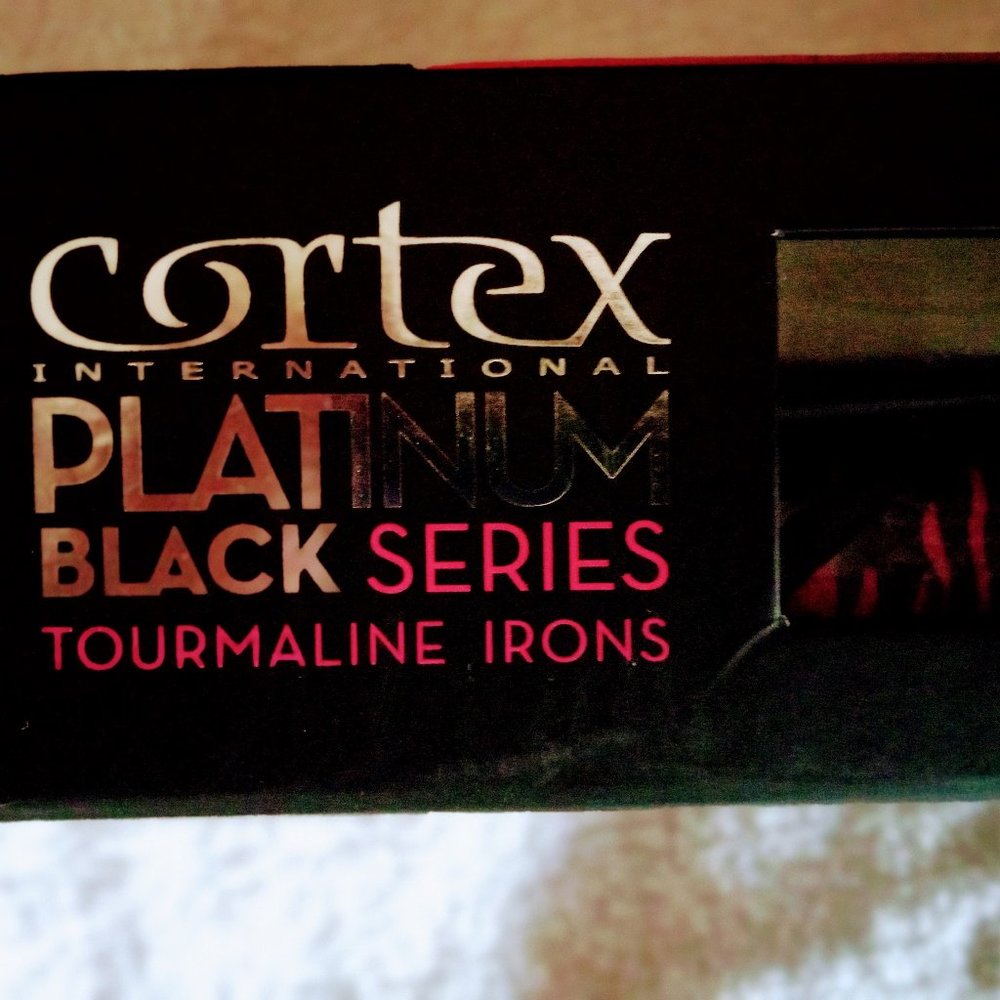 cortex
INTERNATIONAL
PLATINUM
BLACK SERIES
TOURMALINE IRONS